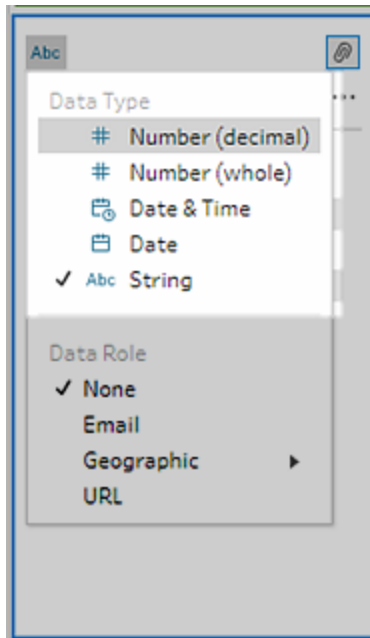 Abc
Data Type
Number (decimal)
Number (whole)
Date & Time
Date
Abc String
Data Role
None
Email
Geographic
URL